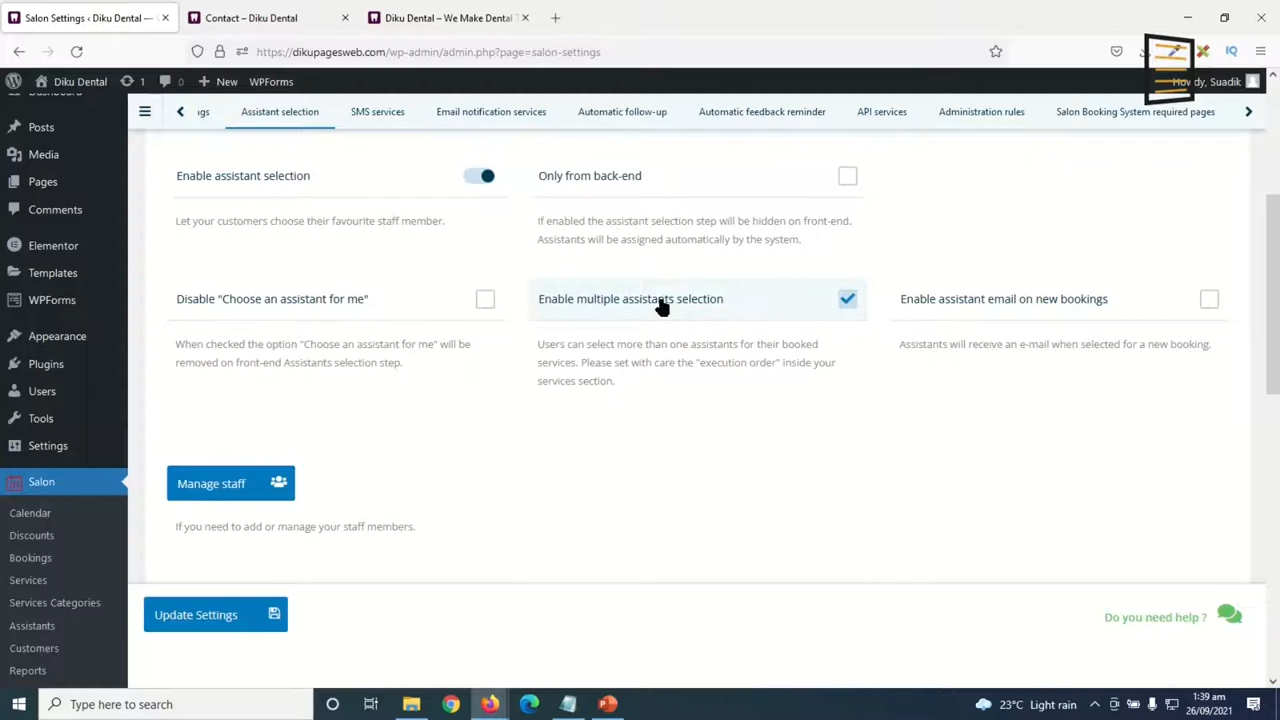 Salon Settings ‹ Diku Dental —
Contact – Diku Dental
Diku Dental – We Make Dental T
https://dikupagesweb.com/wp-admin/admin.php?page=salon-settings
IQ
Diku Dental
1
0
New
WPForms
dy, Suadik
Dashboard
Posts
Media
Pages
Comments
Elementor
Templates
WPForms
Appearance
Plugins
Users
Tools
Settings
Salon
Calendar
Discounts
Bookings
Services
Services Categories
Assistants
Customers
Reports
gs
Assistant selection
SMS services
Email notification services
Automatic follow-up
Automatic feedback reminder
API services
Administration rules
Salon Booking System required pages
Enable assistant selection
Let your customers choose their favourite staff member.
Only from back-end
If enabled the assistant selection step will be hidden on front-end.
Assistants will be assigned automatically by the system.
Disable "Choose an assistant for me"
When checked the option "Choose an assistant for me" will be
removed on front-end Assistants selection step.
Enable multiple assistants selection
Users can select more than one assistants for their booked
services. Please set with care the "execution order" inside your
services section.
Enable assistant email on new bookings
Assistants will receive an e-mail when selected for a new booking.
Manage staff
If you need to add or manage your staff members.
Update Settings
Do you need help ?
Type here to search
23°C Light rain
1:39 am
26/09/2021